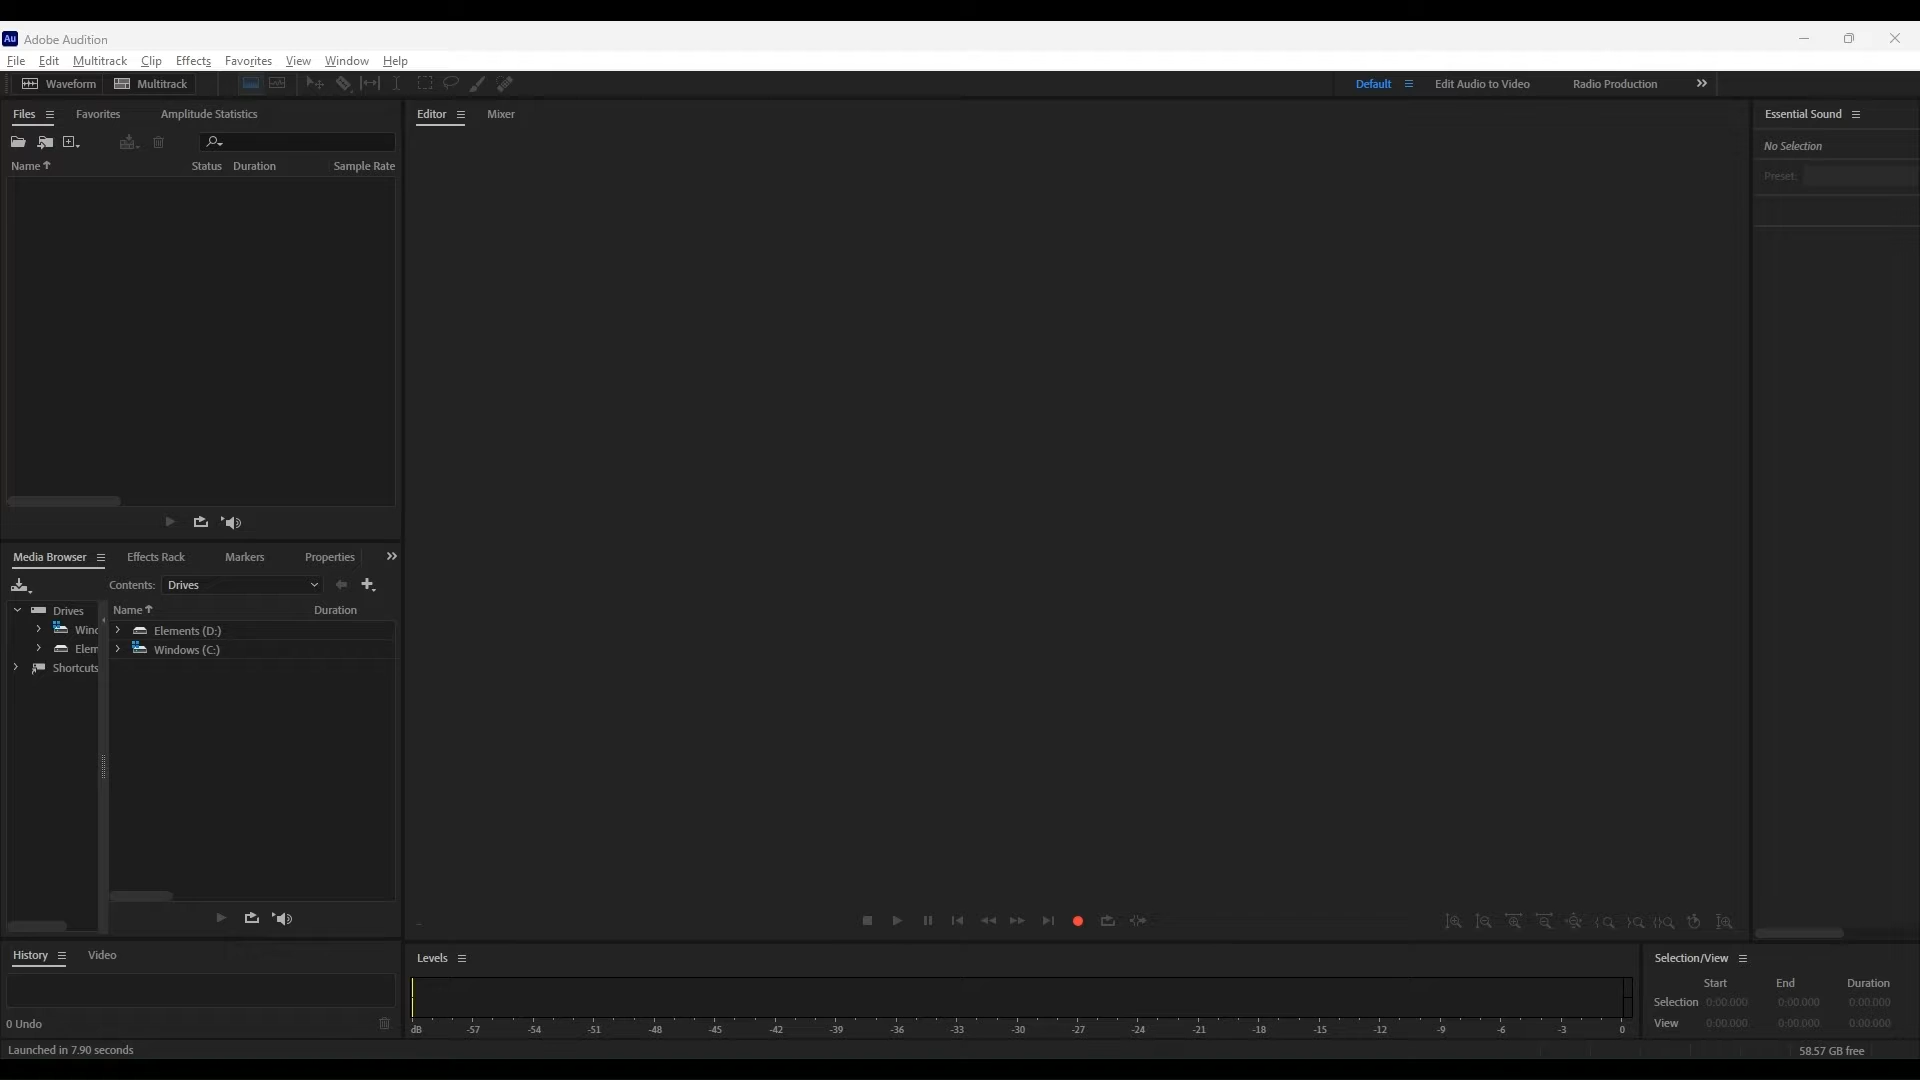 Au Adobe Audition
File Edit Multitrack Clip Effects Favorites View Window Help
Waveform Multitrack Default Edit Audio to Video Radio Production
Files Favorites Amplitude Statistics
Name Status Duration Sample Rate
Media Browser Effects Rack Markers Properties
Contents: Drives
Drives
Wind
Elem
Shortcuts
Name Duration
Elements (D:)
Windows (C:)
History Video
0 Undo
Launched in 7.90 seconds
Editor Mixer
Levels
dB -57 -54 -51 -48 -45 -42 -39 -36 -33 -30 -27 -24 -21 -18 -15 -12 -9 -6 -3 0
Essential Sound
No Selection
Preset:
Selection/View
Start End Duration
Selection 0:00.000 0:00.000 0:00.000
View 0:00.000 0:00.000 0:00.000
58.57 GB free